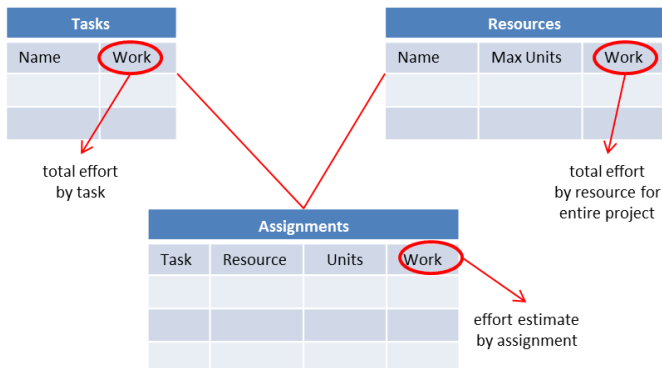 Tasks
Name Work
Resources
Name Max Units Work
total effort
by task
total effort
by resource for
entire project
Assignments
Task Resource Units Work
effort estimate
by assignment